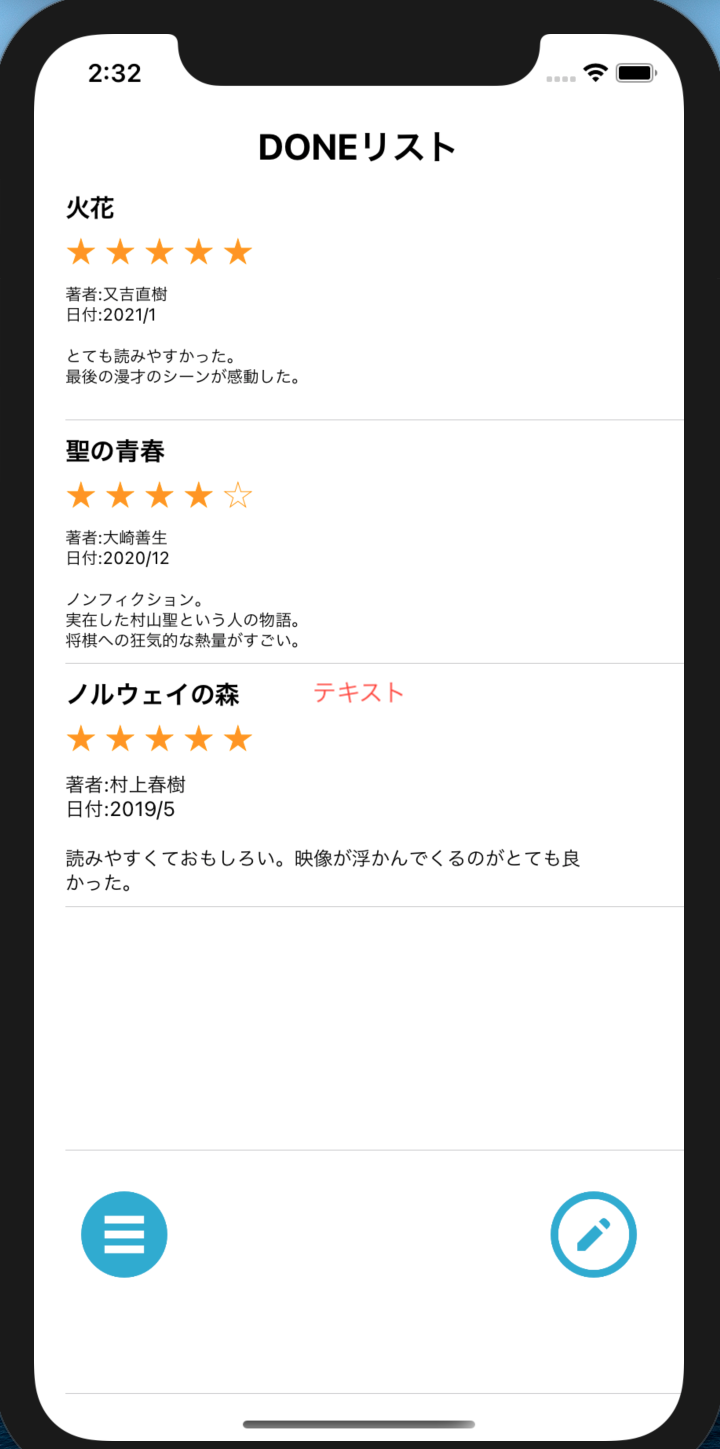 2:32
DONEリスト
火花
★ ★ ★ ★ ★
著者:又吉直樹
日付:2021/1
とても読みやすかった。
最後の漫才のシーンが感動した。
聖の青春
★ ★ ★ ★ ☆
著者:大崎善生
日付:2020/12
ノンフィクション。
実在した村山聖という人の物語。
将棋への狂気的な熱量がすごい。
ノルウェイの森 テキスト
★ ★ ★ ★ ★
著者:村上春樹
日付:2019/5
読みやすくておもしろい。映像が浮かんでくるのがとても良
かった。